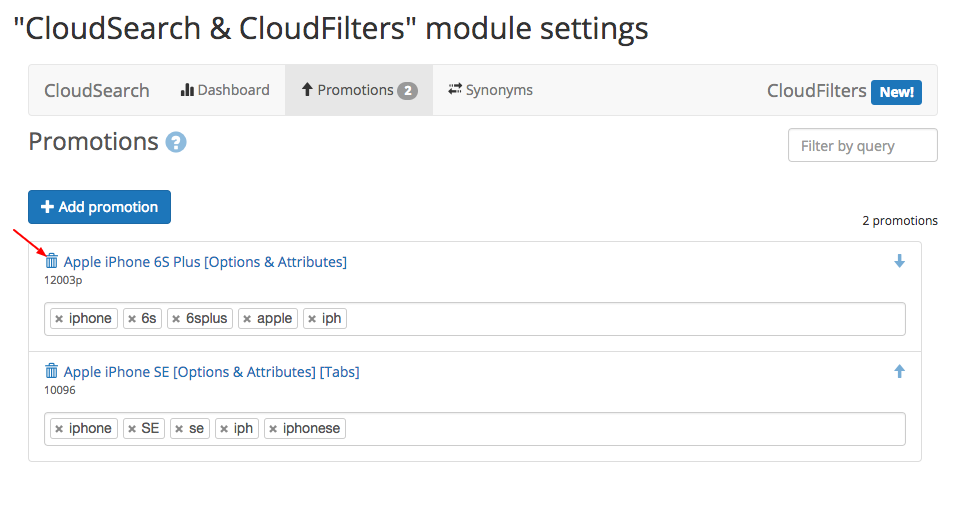 "CloudSearch & CloudFilters" module settings
CloudSearch Dashboard Promotions 2 Synonyms CloudFilters New!
Promotions ? Filter by query
+ Add promotion
2 promotions
Apple iPhone 6S Plus [Options & Attributes]
12003p
× iphone × 6s × 6splus × apple × iph
Apple iPhone SE [Options & Attributes] [Tabs]
10096
× iphone × SE × se × iph × iphonese